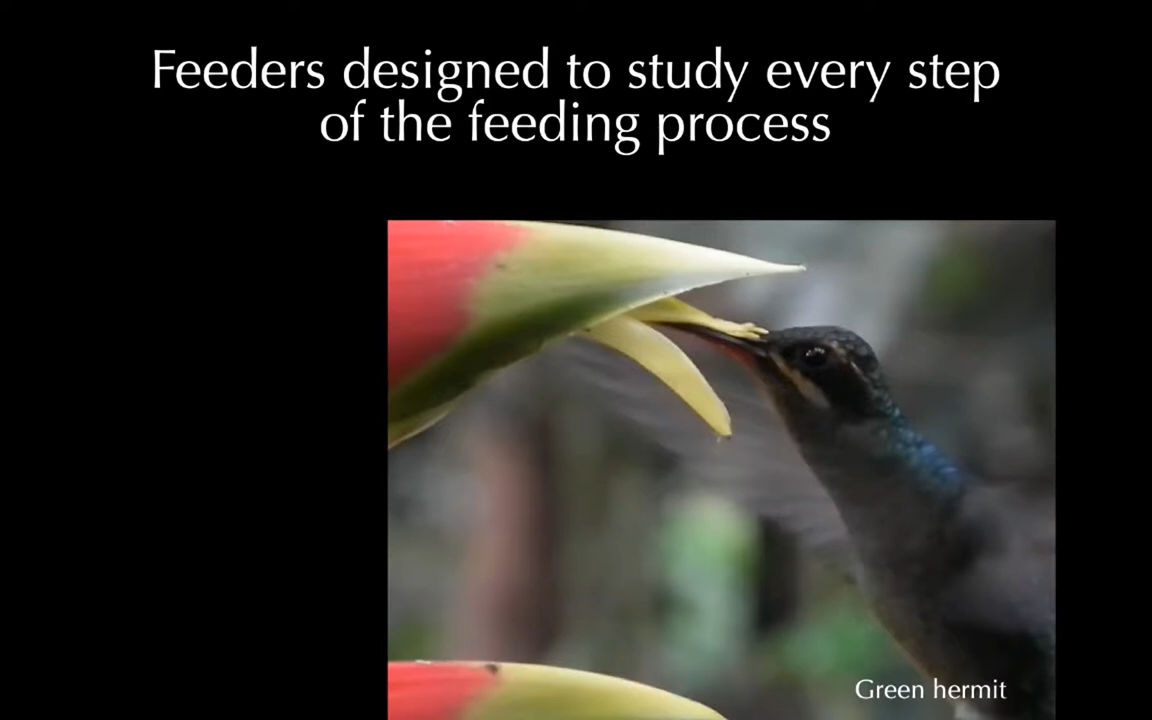 Feeders designed to study every step
of the feeding process
Green hermit